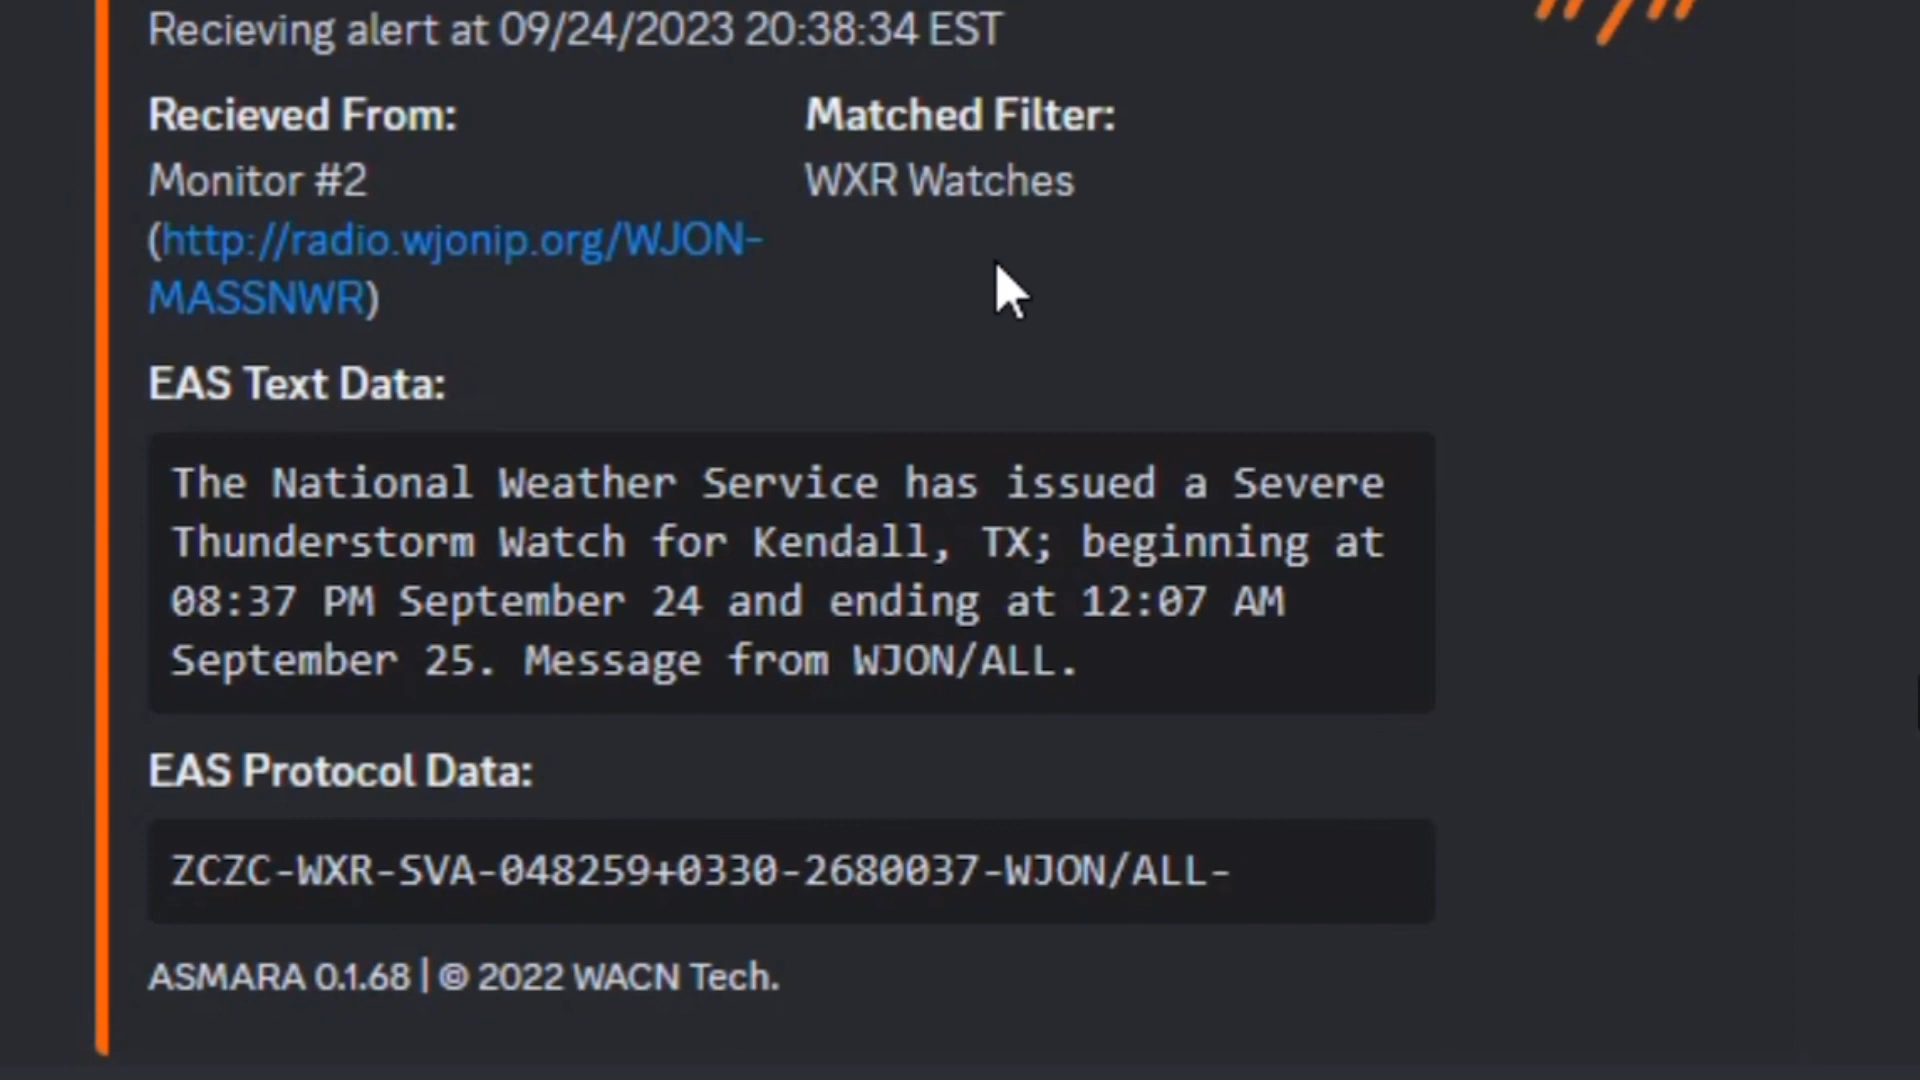 Recieving alert at 09/24/2023 20:38:34 EST
Recieved From:
Matched Filter:
Monitor #2
WXR Watches
(http://radio.wjonip.org/WJON-
MASSNWR)
EAS Text Data:
The National Weather Service has issued a Severe
Thunderstorm Watch for Kendall, TX; beginning at
08:37 PM September 24 and ending at 12:07 AM
September 25. Message from WJON/ALL.
EAS Protocol Data:
ZCZC-WXR-SVA-048259+0330-2680037-WJON/ALL-
ASMARA 0.1.68 | © 2022 WACN Tech.